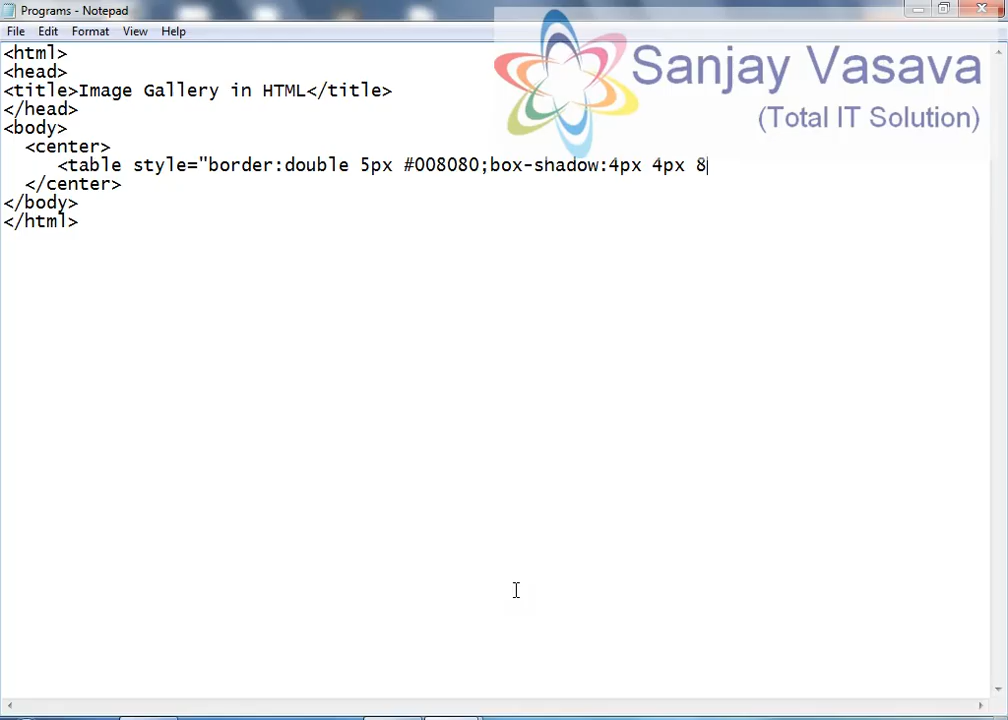 Programs - Notepad
File Edit Format View Help
Sanjay Vasava
(Total IT Solution)
<html>
<head>
<title>Image Gallery in HTML</title>
</head>
<body>
<center>
<table style="border:double 5px #008080;box-shadow:4px 4px 8
</center>
</body>
</html>